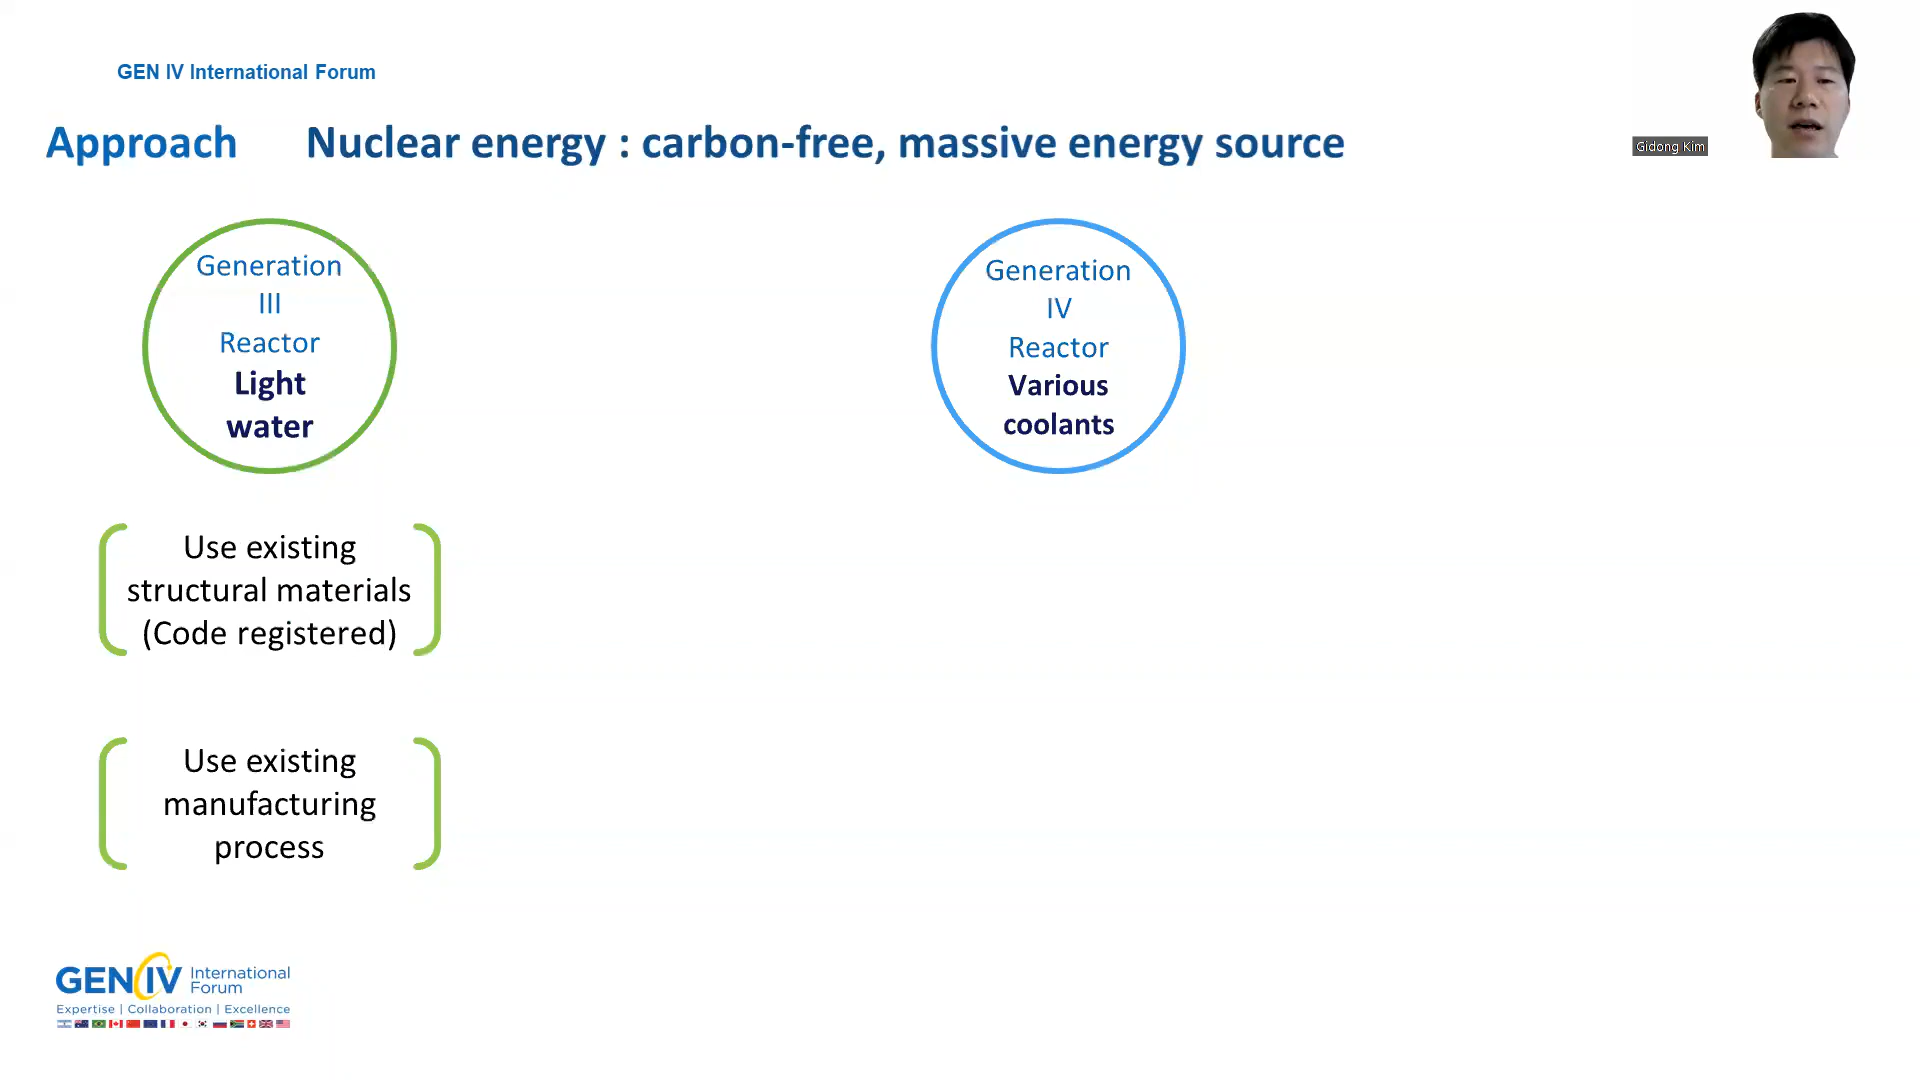 GEN IV International Forum
Approach Nuclear energy : carbon-free, massive energy source
Gidong Kim
Generation
III
Reactor
Light
water
Generation
IV
Reactor
Various
coolants
Use existing
structural materials
(Code registered)
Use existing
manufacturing
process
GEN IV International
Forum
Expertise | Collaboration | Excellence